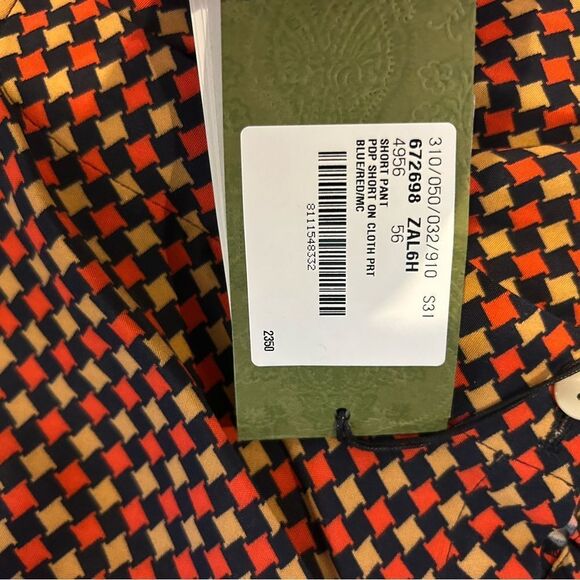 310/050/032/910 S31
672698 ZAL6H
4956 56
SHORT PANT
PDP SHORT ON CLOTH PRT
BLUE/RED/MC
8111548332
2350